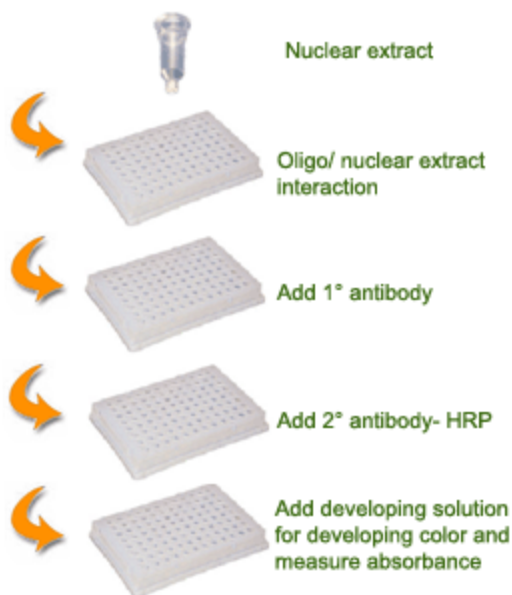 Nuclear extract
Oligo/ nuclear extract
interaction
Add 1° antibody
Add 2° antibody- HRP
Add developing solution
for developing color and
measure absorbance